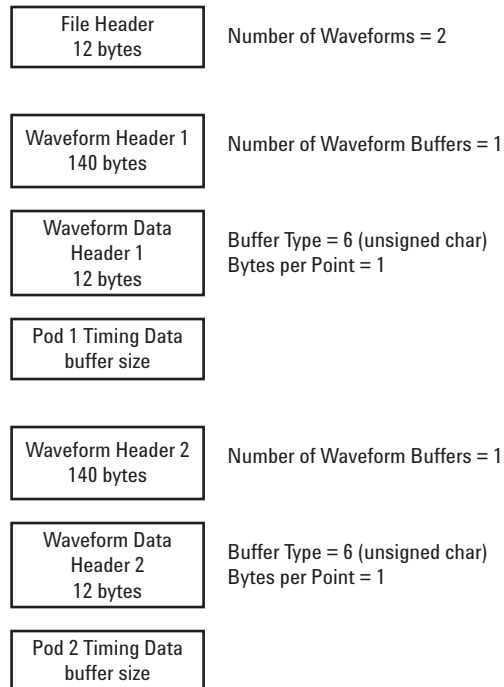 File Header
12 bytes
Number of Waveforms = 2
Waveform Header 1
140 bytes
Number of Waveform Buffers = 1
Waveform Data
Header 1
12 bytes
Buffer Type = 6 (unsigned char)
Bytes per Point = 1
Pod 1 Timing Data
buffer size
Waveform Header 2
140 bytes
Number of Waveform Buffers = 1
Waveform Data
Header 2
12 bytes
Buffer Type = 6 (unsigned char)
Bytes per Point = 1
Pod 2 Timing Data
buffer size